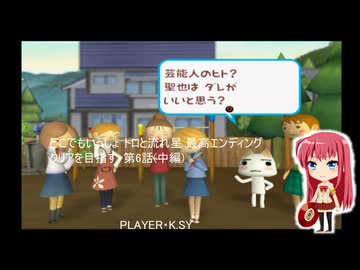 芸能人のヒト？
聖也は ダレが
いいと思う？
どこでもいっしょ トロと流れ星 最高エンディング
クリアを目指す 第6話(中編)
PLAYER・K.SY